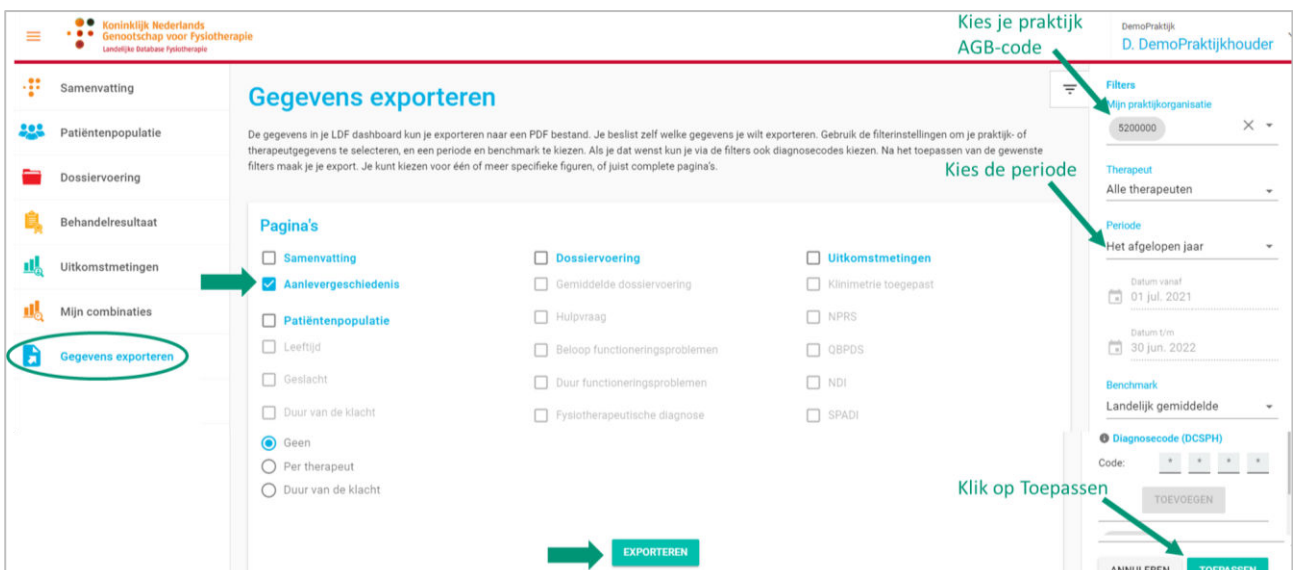 Koninklijk Nederlands
Genootschap voor Fysiotherapie
Landelijke Database Fysiotherapie
Kies je praktijk
AGB-code
DemoPraktijk
D. DemoPraktijkhouder
Samenvatting
Patiëntenpopulatie
Dossiervoering
Behandelresultaat
Uitkomstmetingen
Mijn combinaties
Gegevens exporteren
Gegevens exporteren
De gegevens in je LDF dashboard kun je exporteren naar een PDF bestand. Je beslist zelf welke gegevens je wilt exporteren. Gebruik de filterinstellingen om je praktijk- of
therapeutgegevens te selecteren, en een periode en benchmark te kiezen. Als je dat wenst kun je via de filters ook diagnosecodes kiezen. Na het toepassen van de gewenste
filters maak je je export. Je kunt kiezen voor één of meer specifieke figuren, of juist complete pagina's.
Kies de periode
Pagina's
Samenvatting
Aanlevergeschiedenis
Patiëntenpopulatie
Leeftijd
Geslacht
Duur van de klacht
Geen
Per therapeut
Duur van de klacht
Dossiervoering
Gemiddelde dossiervoering
Hulpvraag
Beloop functioneringsproblemen
Duur functioneringsproblemen
Fysiotherapeutische diagnose
Uitkomstmetingen
Klinimetrie toegepast
NPRS
QBPDS
NDI
SPADI
EXPORTEREN
Filters
Mijn praktijkorganisatie
5200000
Therapeut
Alle therapeuten
Periode
Het afgelopen jaar
Datum vanaf
01 jul. 2021
Datum t/m
30 jun. 2022
Benchmark
Landelijk gemiddelde
Diagnosecode (DCSPH)
Code: * * * *
Klik op Toepassen
TOEVOEGEN
ANNULEREN TOEPASSEN